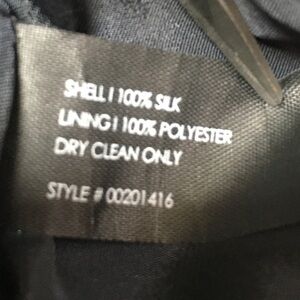 SHELL | 100% SILK
LINING | 100% POLYESTER
DRY CLEAN ONLY
STYLE # 00201416